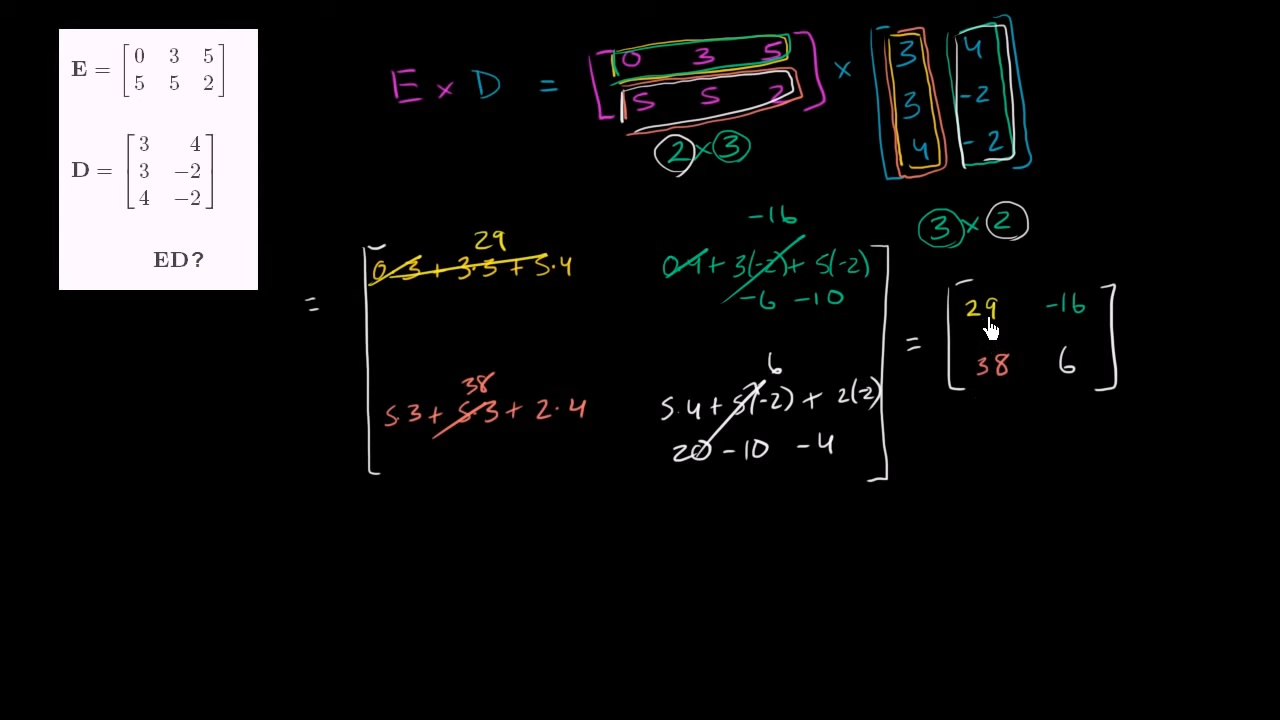 E = [ 0 3 5
5 5 2 ]
D = [ 3 4
3 −2
4 −2 ]
ED?
E × D = [ 0 3 5
5 5 2 ] × [ 3 4
3 -2
4 -2 ]
2 × 3
3 × 2
29
-16
= [ 0·3 + 3·3 + 5·4 0·4 + 3(-2) + 5(-2)
-6 -10
38
6
5·3 + 5·3 + 2·4 5·4 + 5(-2) + 2(-2)
20 - 10 - 4 ]
= [ 29 -16
38 6 ]